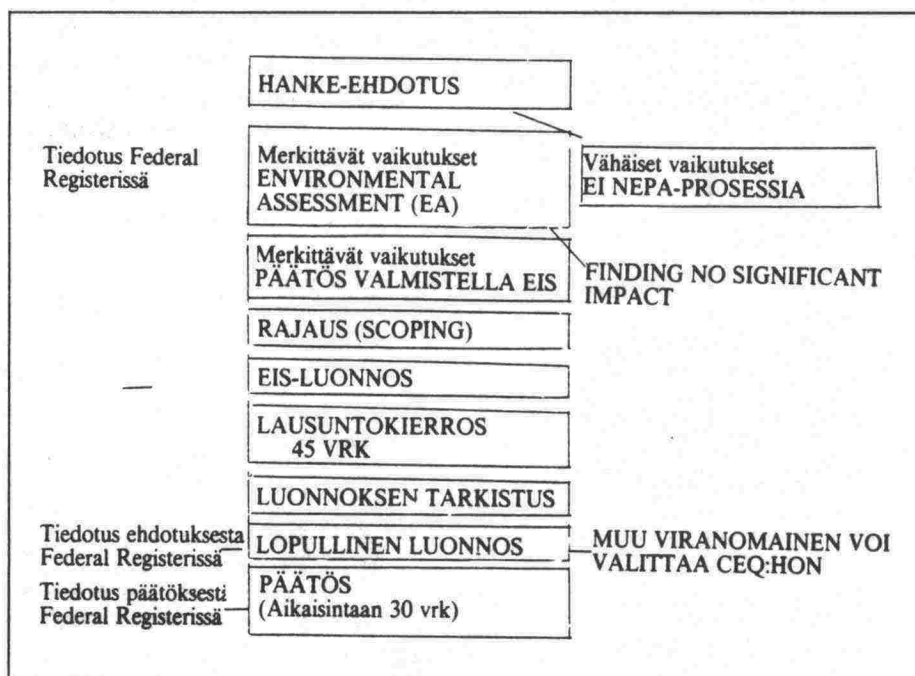 HANKE-EHDOTUS
Tiedotus Federal
Registerissä
Merkittävät vaikutukset
ENVIRONMENTAL
ASSESSMENT (EA)
Vähäiset vaikutukset
EI NEPA-PROSESSIA
Merkittävät vaikutukset
PÄÄTÖS VALMISTELLA EIS
FINDING NO SIGNIFICANT
IMPACT
RAJAUS (SCOPING)
EIS-LUONNOS
LAUSUNTOKIERROS
45 VRK
LUONNOKSEN TARKISTUS
Tiedotus ehdotuksesta
Federal Registerissä
LOPULLINEN LUONNOS
MUU VIRANOMAINEN VOI
VALITTAA CEQ:HON
Tiedotus päätöksesti
Federal Registerissä
PÄÄTÖS
(Aikaisintaan 30 vrk)